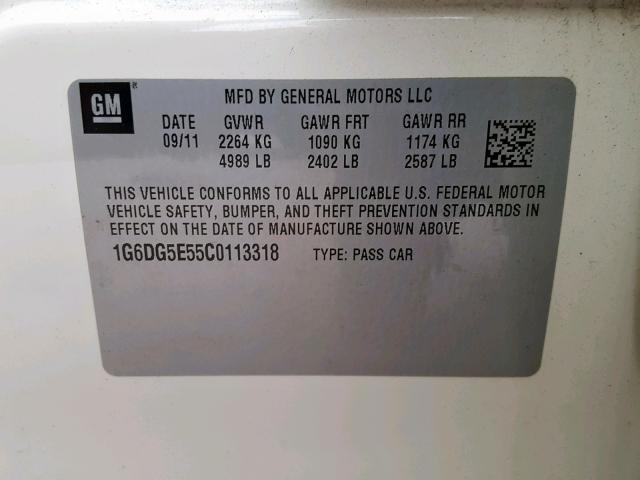 GM
MFD BY GENERAL MOTORS LLC
DATE GVWR GAWR FRT GAWR RR
09/11 2264 KG 1090 KG 1174 KG
4989 LB 2402 LB 2587 LB
THIS VEHICLE CONFORMS TO ALL APPLICABLE U.S. FEDERAL MOTOR
VEHICLE SAFETY, BUMPER, AND THEFT PREVENTION STANDARDS IN
EFFECT ON THE DATE OF MANUFACTURE SHOWN ABOVE.
1G6DG5E55C0113318 TYPE: PASS CAR